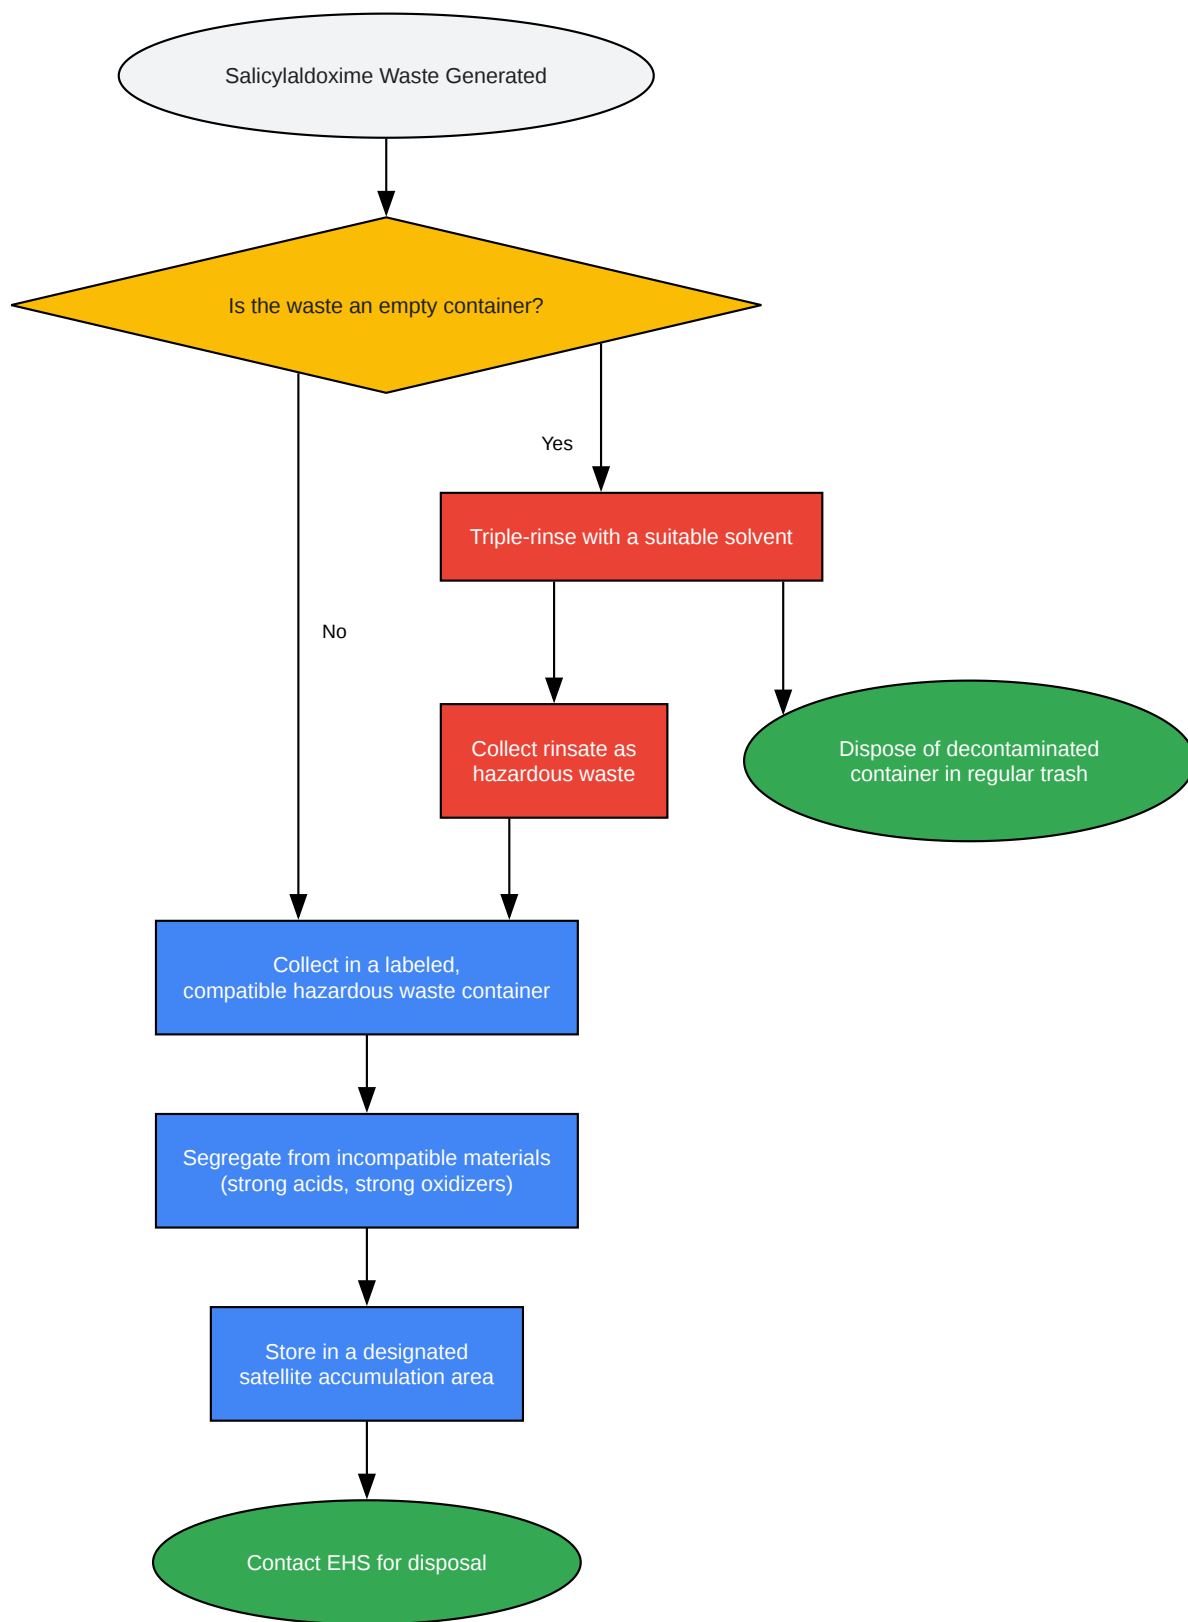 Salicylaldoxime Waste Generated
Is the waste an empty container?
Yes
Triple-rinse with a suitable solvent
No
Collect rinsate as
hazardous waste
Dispose of decontaminated
container in regular trash
Collect in a labeled,
compatible hazardous waste container
Segregate from incompatible materials
(strong acids, strong oxidizers)
Store in a designated
satellite accumulation area
Contact EHS for disposal